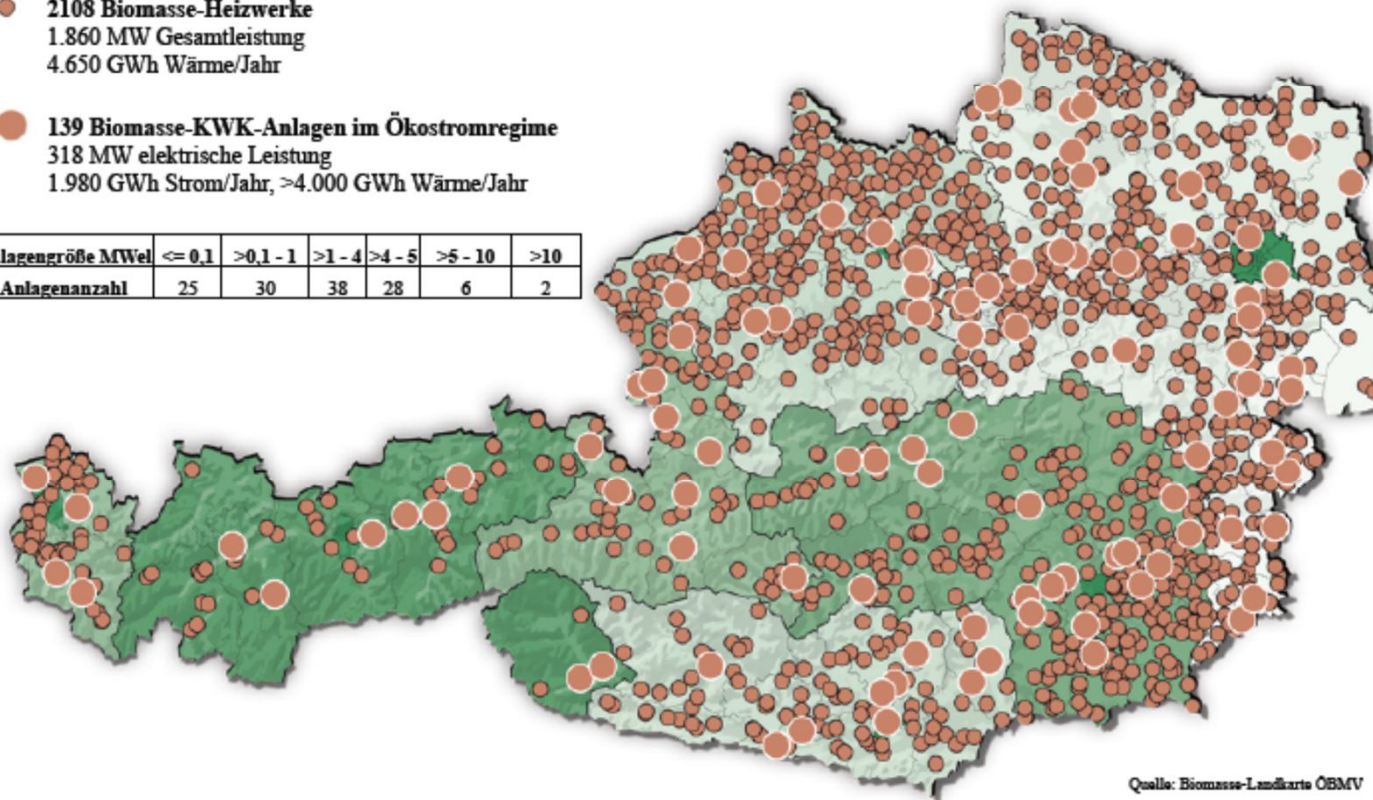 2108 Biomasse-Heizwerke
1.860 MW Gesamtleistung
4.650 GWh Wärme/Jahr
139 Biomasse-KWK-Anlagen im Ökostromregime
318 MW elektrische Leistung
1.980 GWh Strom/Jahr, >4.000 GWh Wärme/Jahr
lagengröße MWel <= 0,1 >0,1 - 1 >1 - 4 >4 - 5 >5 - 10 >10
Anlagenanzahl 25 30 38 28 6 2
Quelle: Biomasse-Landkarte ÖBMV